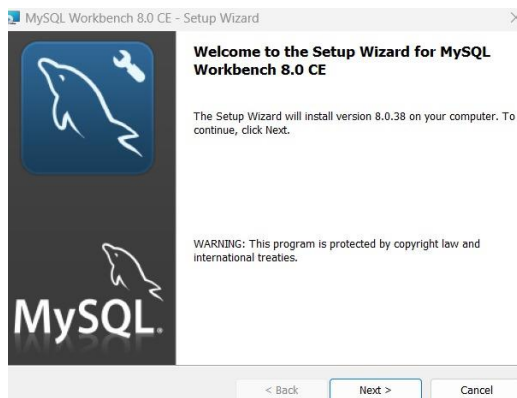 MySQL Workbench 8.0 CE - Setup Wizard
Welcome to the Setup Wizard for MySQL
Workbench 8.0 CE
The Setup Wizard will install version 8.0.38 on your computer. To
continue, click Next.
WARNING: This program is protected by copyright law and
international treaties.
MySQL.
< Back Next > Cancel